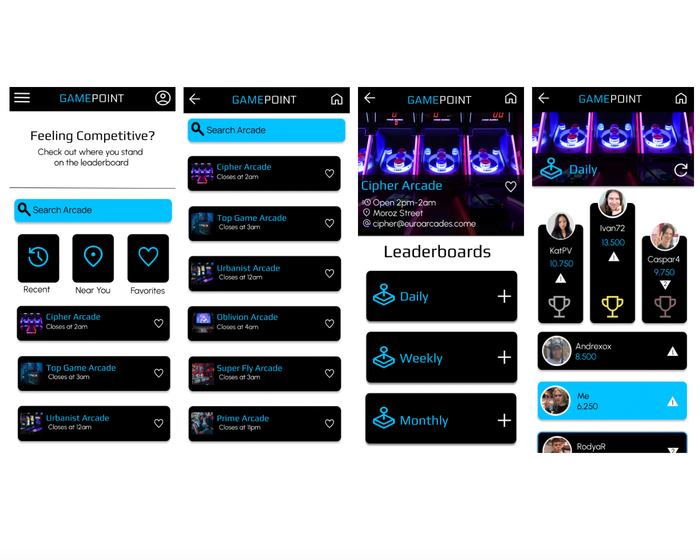 GAMEPOINT
Feeling Competitive?
Check out where you stand
on the leaderboard
Search Arcade
Recent
Near You
Favorites
Cipher Arcade
Closes at 2am
Top Game Arcade
Closes at 3am
Urbanist Arcade
Closes at 12am
GAMEPOINT
Search Arcade
Cipher Arcade
Closes at 2am
Top Game Arcade
Closes at 3am
Urbanist Arcade
Closes at 12am
Oblivion Arcade
Closes at 4am
Super Fly Arcade
Closes at 3am
Prime Arcade
Closes at 11pm
GAMEPOINT
Cipher Arcade
Open 2pm-2am
Moroz Street
cipher@euroarcades.come
Leaderboards
Daily
Weekly
Monthly
GAMEPOINT
Daily
KatPV
10.750
1
Ivan72
13.500
1
Caspar4
9.750
2
Andrexox
8.500
1
Me
6.250
1
RodyaR